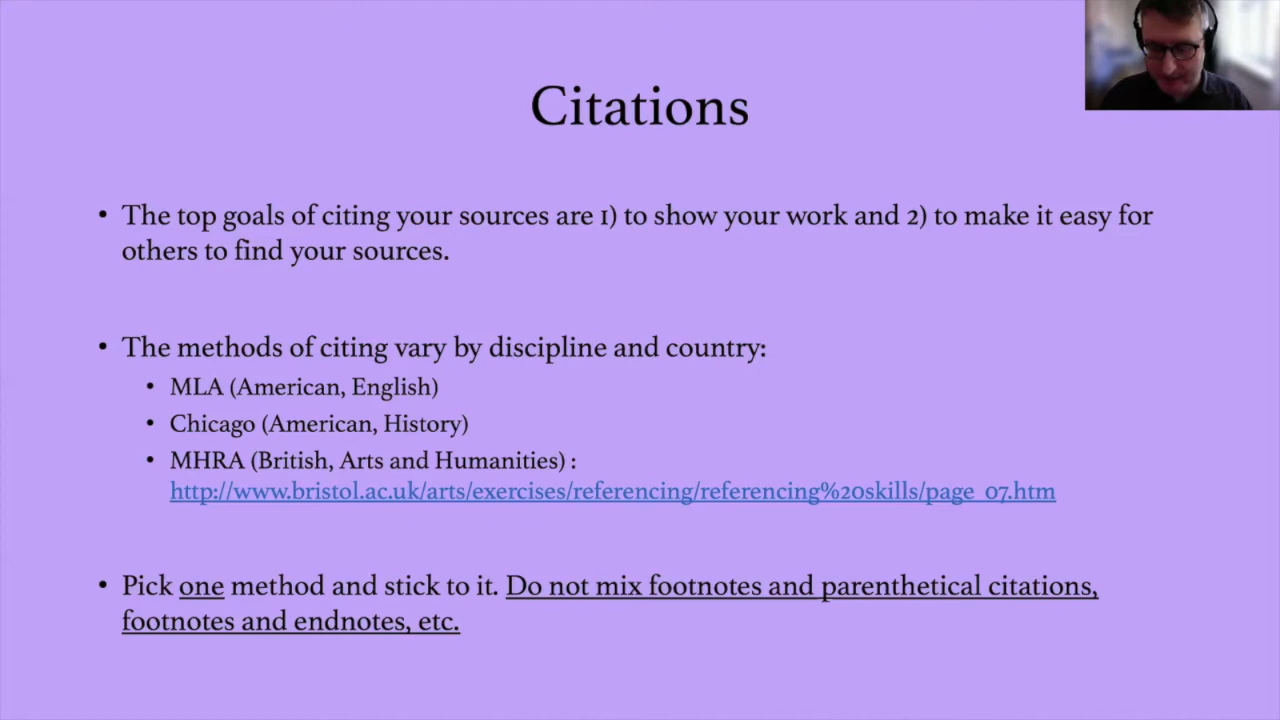 Citations
• The top goals of citing your sources are 1) to show your work and 2) to make it easy for
others to find your sources.
• The methods of citing vary by discipline and country:
• MLA (American, English)
• Chicago (American, History)
• MHRA (British, Arts and Humanities) :
http://www.bristol.ac.uk/arts/exercises/referencing/referencing%20skills/page_07.htm
• Pick one method and stick to it. Do not mix footnotes and parenthetical citations,
footnotes and endnotes, etc.